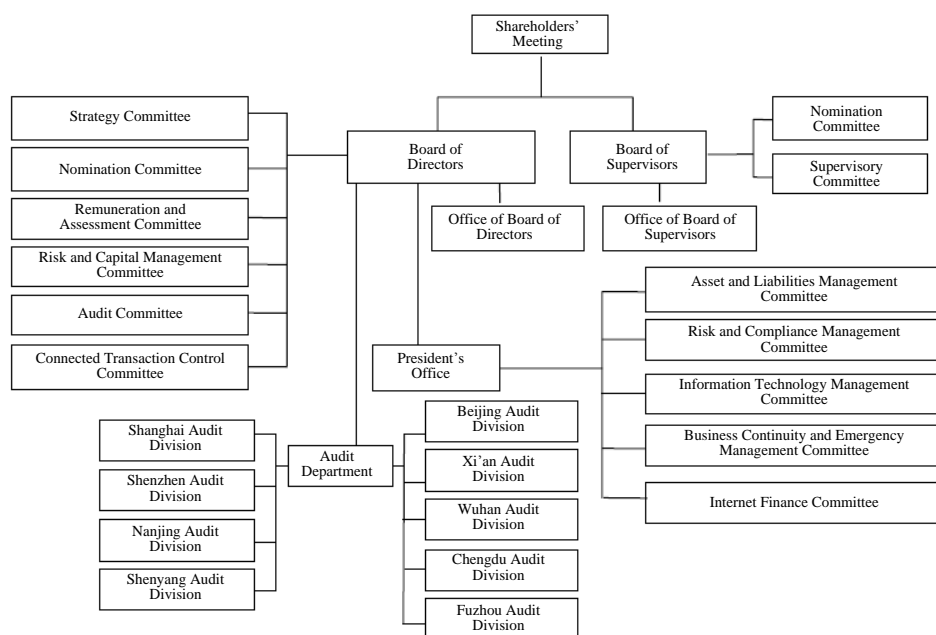 Shareholders’
Meeting
Strategy Committee
Nomination Committee
Remuneration and
Assessment Committee
Risk and Capital Management
Committee
Audit Committee
Connected Transaction Control
Committee
Board of
Directors
Board of
Supervisors
Nomination
Committee
Supervisory
Committee
Office of Board of
Directors
Office of Board of
Supervisors
President’s
Office
Asset and Liabilities Management
Committee
Risk and Compliance Management
Committee
Information Technology Management
Committee
Business Continuity and Emergency
Management Committee
Internet Finance Committee
Shanghai Audit
Division
Shenzhen Audit
Division
Nanjing Audit
Division
Shenyang Audit
Division
Audit
Department
Beijing Audit
Division
Xi’an Audit
Division
Wuhan Audit
Division
Chengdu Audit
Division
Fuzhou Audit
Division